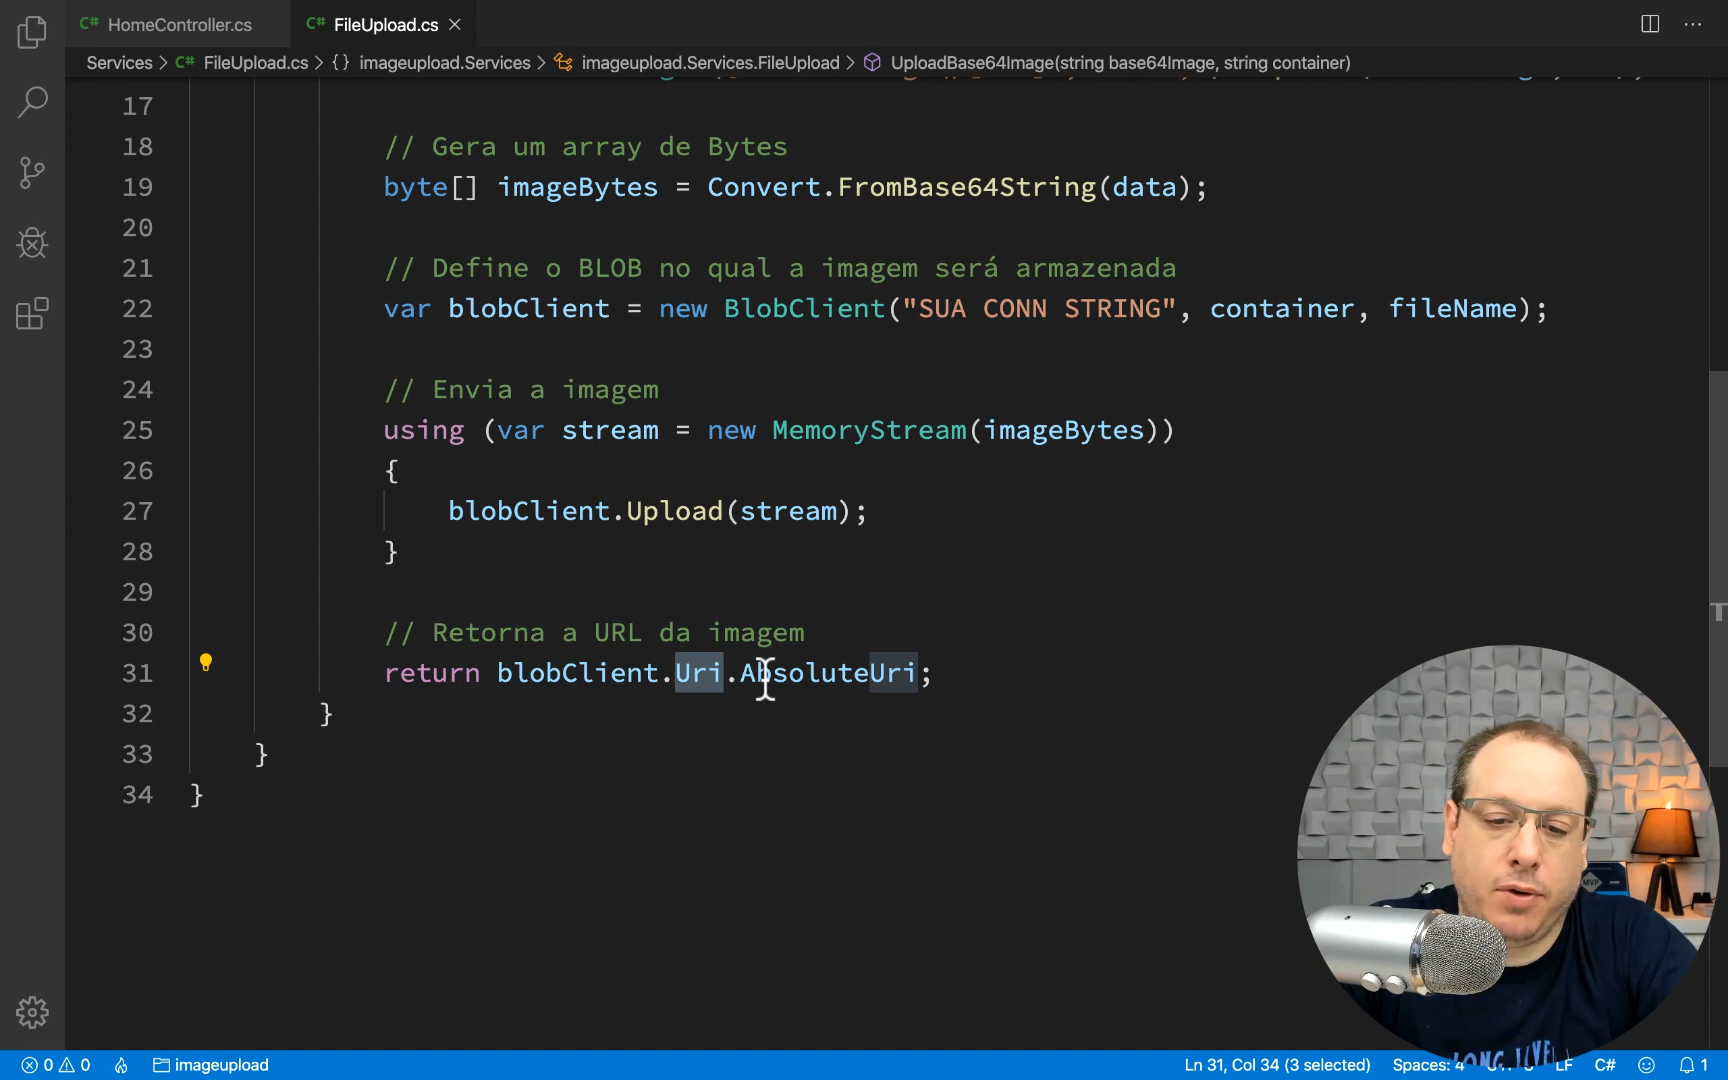 C# HomeController.cs
C# FileUpload.cs
Services > C# FileUpload.cs > {} imageupload.Services > imageupload.Services.FileUpload > UploadBase64Image(string base64Image, string container)
17
18 // Gera um array de Bytes
19 byte[] imageBytes = Convert.FromBase64String(data);
20
21 // Define o BLOB no qual a imagem será armazenada
22 var blobClient = new BlobClient("SUA CONN STRING", container, fileName);
23
24 // Envia a imagem
25 using (var stream = new MemoryStream(imageBytes))
26 {
27 blobClient.Upload(stream);
28 }
29
30 // Retorna a URL da imagem
31 return blobClient.Uri.AbsoluteUri;
32 }
33 }
34 }
MVP
0 0 imageupload Ln 31, Col 34 (3 selected) Spaces: 4 LF C# 1